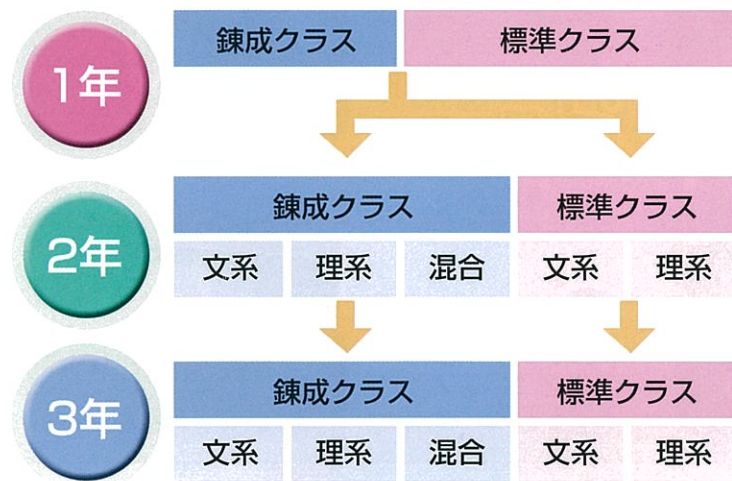 1年
錬成クラス 標準クラス
2年
錬成クラス 標準クラス
文系 理系 混合 文系 理系
3年
錬成クラス 標準クラス
文系 理系 混合 文系 理系